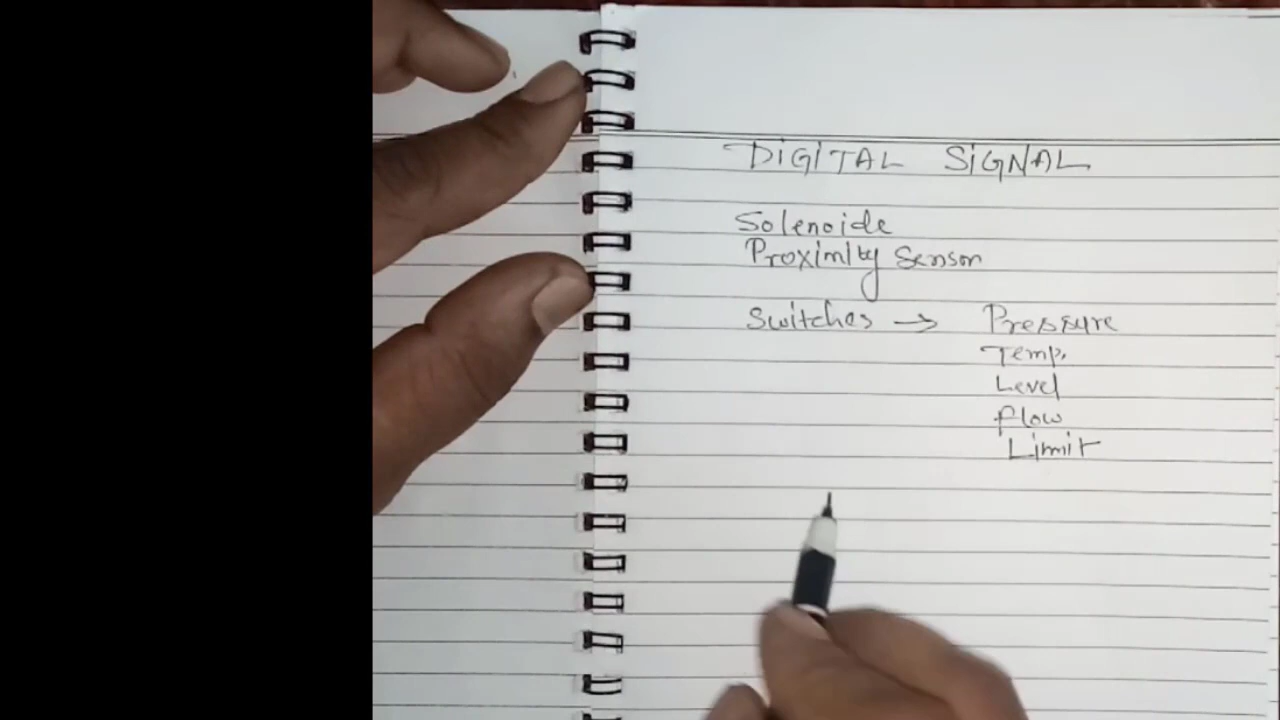 DIGITAL SIGNAL
Solenoide
Proximity Sensor
Switches → Pressure
Temp.
Level
flow
Limit